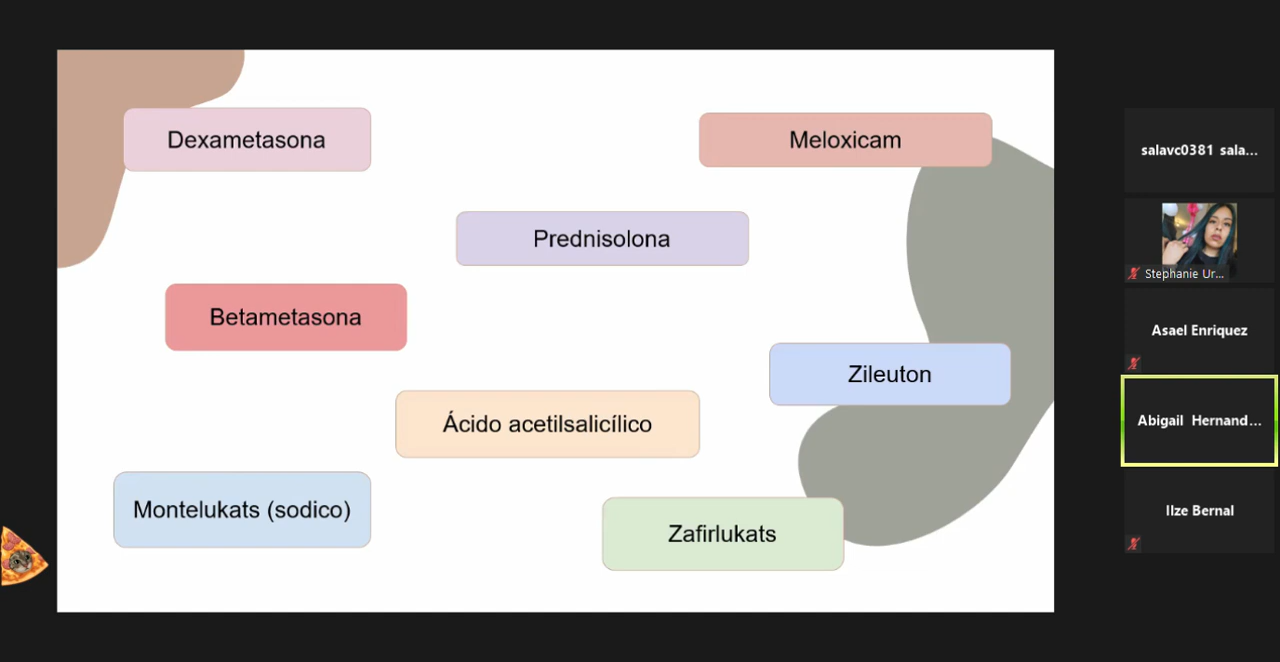 Dexametasona
Meloxicam
Prednisolona
Betametasona
Zileuton
Ácido acetilsalicílico
Montelukats (sodico)
Zafirlukats
salavc0381 sala...
Stephanie Ur...
Asael Enriquez
Abigail Hernand...
Ilze Bernal